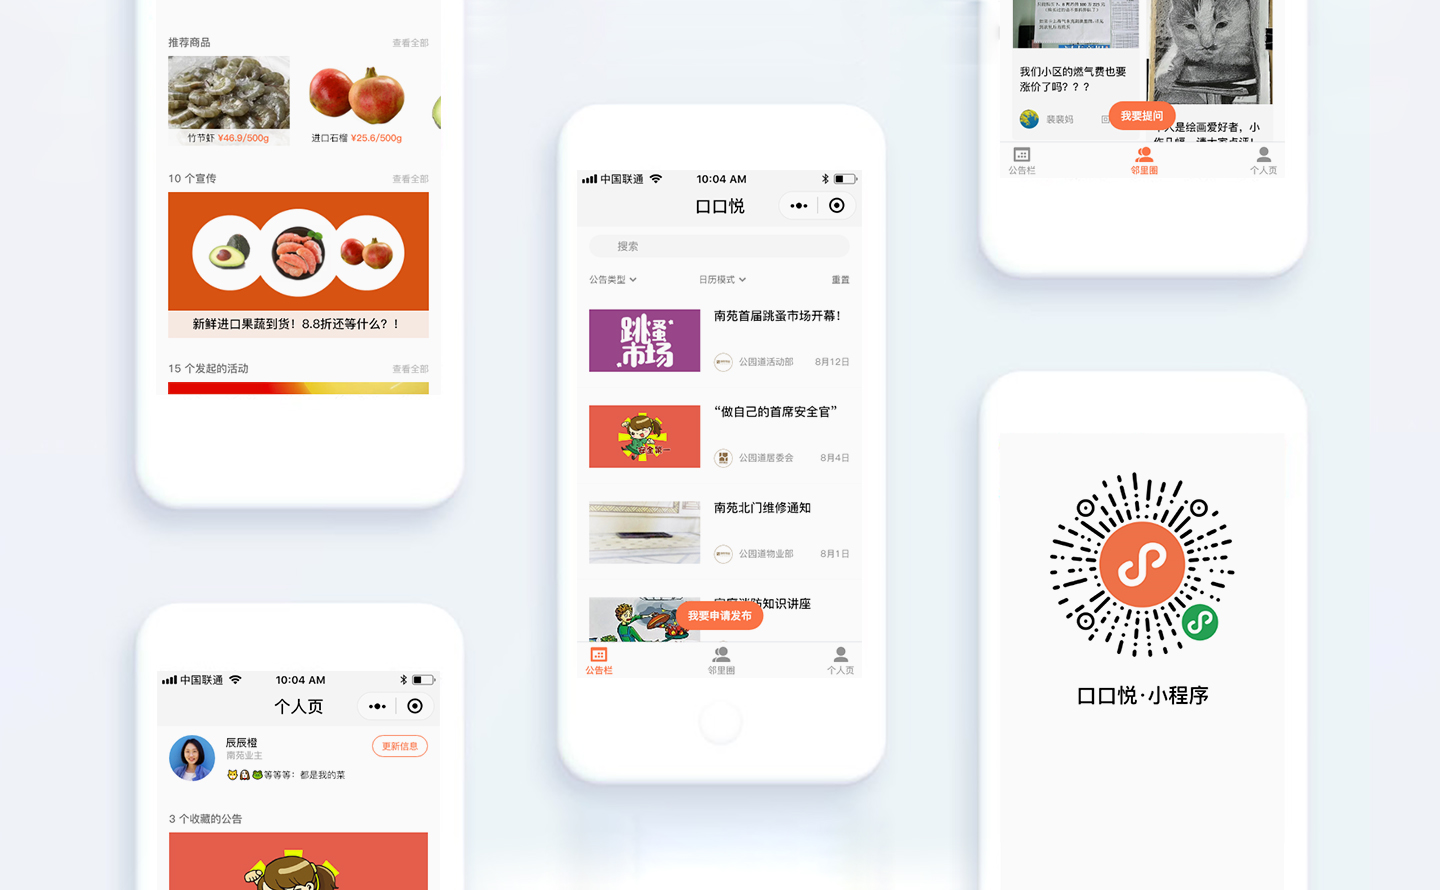 推荐商品
查看全部
竹节虾 ¥46.9/500g
进口石榴 ¥25.6/500g
10 个宣传
查看全部
新鲜进口果蔬到货！8.8折还等什么？！
15 个发起的活动
查看全部
中国联通
10:04 AM
个人页
辰辰橙
南苑业主
更新信息
等等等：都是我的菜
3 个收藏的公告
中国联通
10:04 AM
口口悦
搜索
公告类型
日历模式
重置
跳蚤
市场
南苑首届跳蚤市场开幕！
公园道活动部
8月12日
安全第一
“做自己的首席安全官”
公园道居委会
8月4日
南苑北门维修通知
公园道物业部
8月1日
消防知识讲座
我要申请发布
公告栏
邻里圈
个人页
我们小区的燃气费也要
涨价了吗？？？
裴裴妈
我要提问
人是绘画爱好者，小
公告栏
邻里圈
个人页
口口悦·小程序